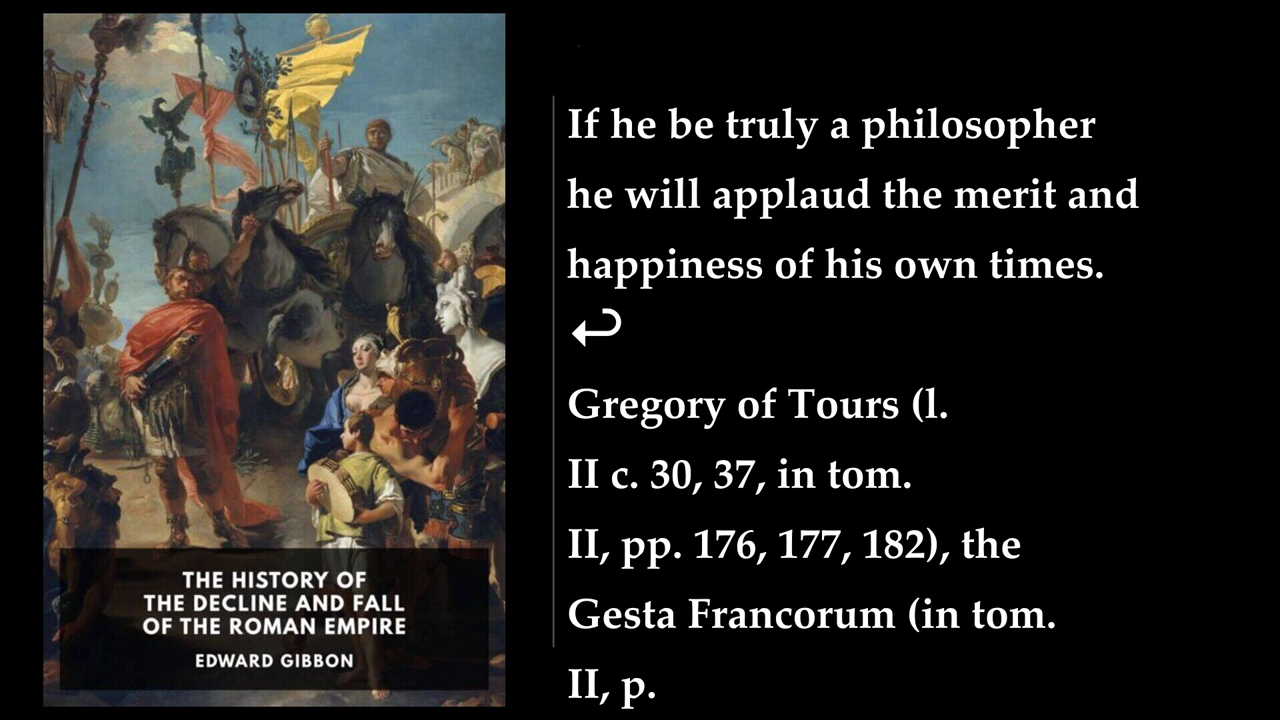 THE HISTORY OF
THE DECLINE AND FALL
OF THE ROMAN EMPIRE
EDWARD GIBBON
If he be truly a philosopher
he will applaud the merit and
happiness of his own times.
↩
Gregory of Tours (l.
II c. 30, 37, in tom.
II, pp. 176, 177, 182), the
Gesta Francorum (in tom.
II, p.